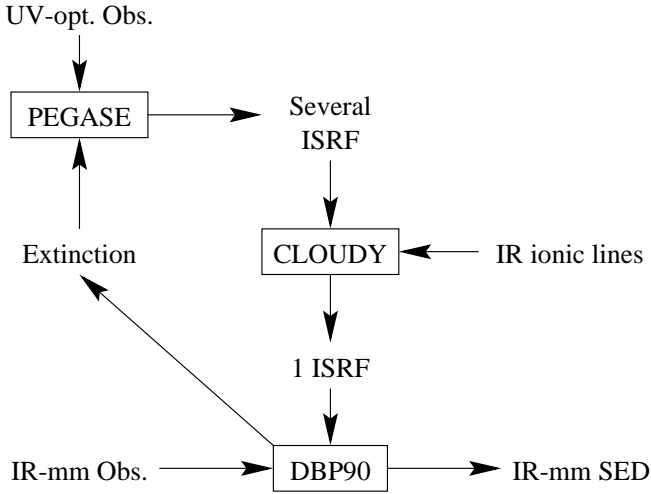 UV-opt. Obs.
PEGASE
Several
ISRF
Extinction
CLOUDY
IR ionic lines
1 ISRF
IR-mm Obs.
DBP90
IR-mm SED